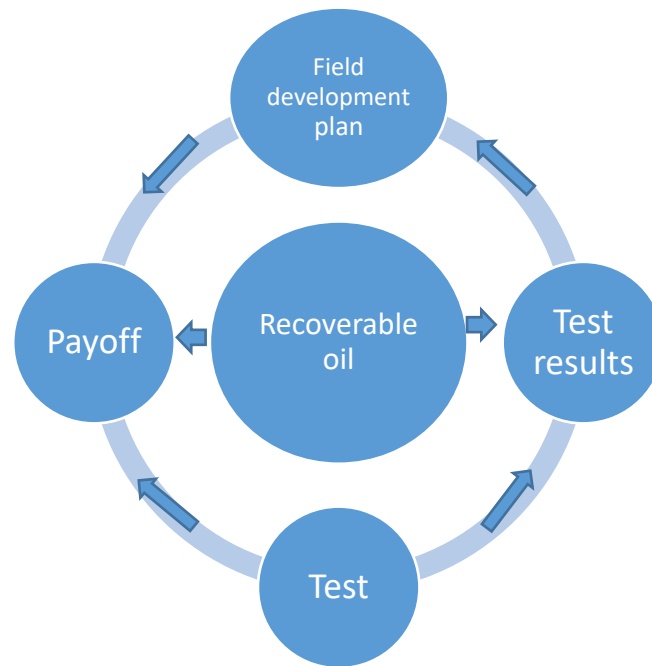 Field
development
plan
Payoff
Recoverable
oil
Test
results
Test